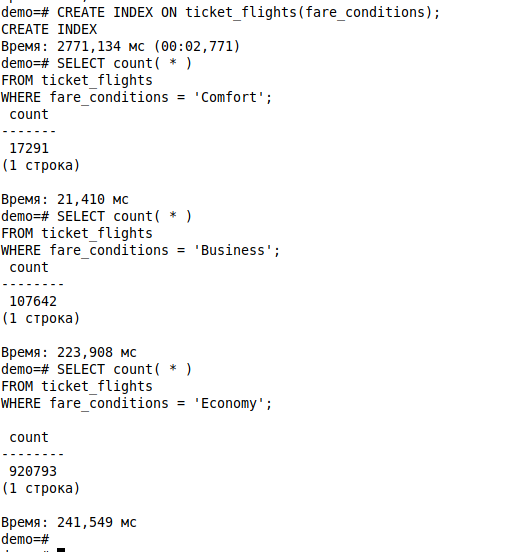 demo=# CREATE INDEX ON ticket_flights(fare_conditions);
CREATE INDEX
Время: 2771,134 мс (00:02,771)
demo=# SELECT count( * )
FROM ticket_flights
WHERE fare_conditions = 'Comfort';
 count
-------
 17291
(1 строка)

Время: 21,410 мс
demo=# SELECT count( * )
FROM ticket_flights
WHERE fare_conditions = 'Business';
 count
--------
 107642
(1 строка)

Время: 223,908 мс
demo=# SELECT count( * )
FROM ticket_flights
WHERE fare_conditions = 'Economy';

 count
--------
 920793
(1 строка)

Время: 241,549 мс
demo=#